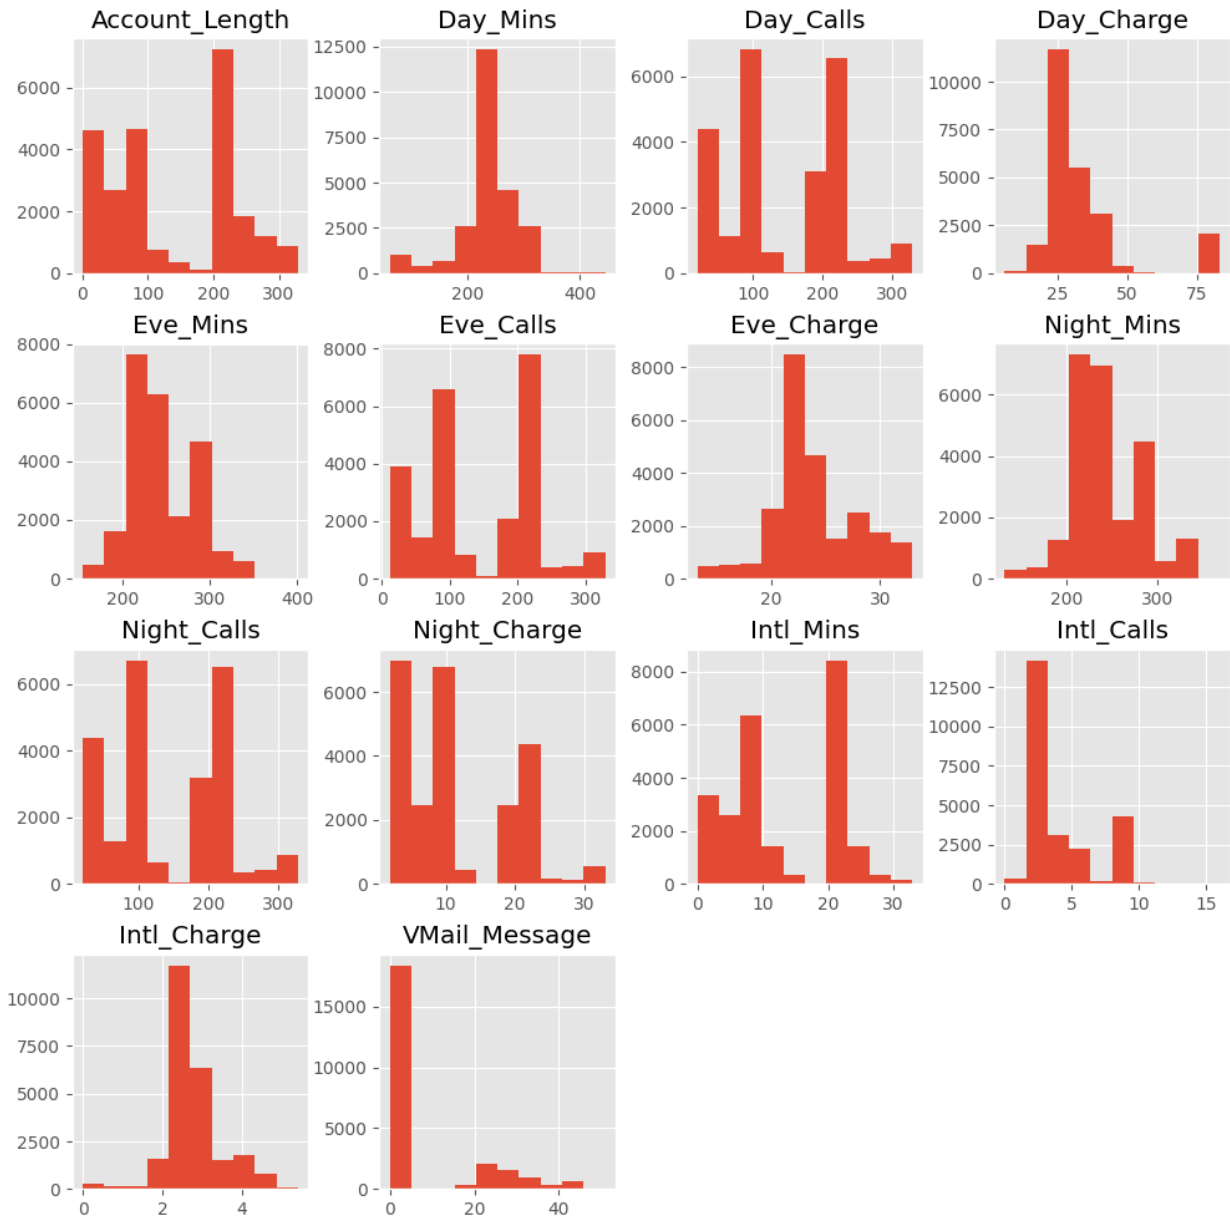 Account_Length
Day_Mins
Day_Calls
Day_Charge
6000
4000
2000
0
0 100 200 300
12500
10000
7500
5000
2500
0
200 400
6000
4000
2000
0
100 200 300
10000
7500
5000
2500
0
25 50 75
Eve_Mins
Eve_Calls
Eve_Charge
Night_Mins
8000
6000
4000
2000
0
200 300 400
8000
6000
4000
2000
0
0 100 200 300
8000
6000
4000
2000
0
20 30
6000
4000
2000
0
200 300
Night_Calls
Night_Charge
Intl_Mins
Intl_Calls
6000
4000
2000
0
100 200 300
6000
4000
2000
0
10 20 30
8000
6000
4000
2000
0
0 10 20 30
12500
10000
7500
5000
2500
0
0 5 10 15
Intl_Charge
VMail_Message
10000
7500
5000
2500
0
0 2 4
15000
10000
5000
0
0 20 40